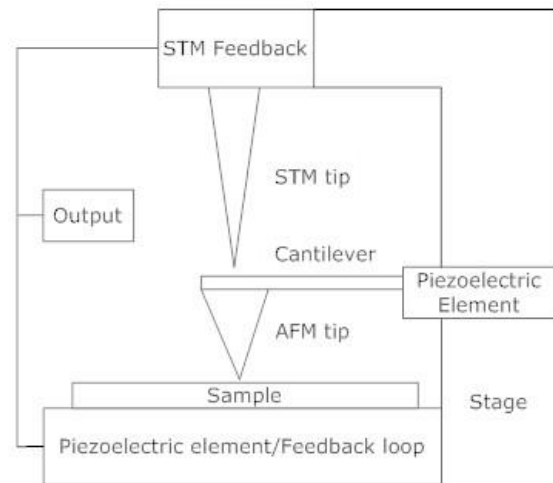 STM Feedback
STM tip
Output
Cantilever
Piezoelectric
Element
AFM tip
Sample
Stage
Piezoelectric element/Feedback loop